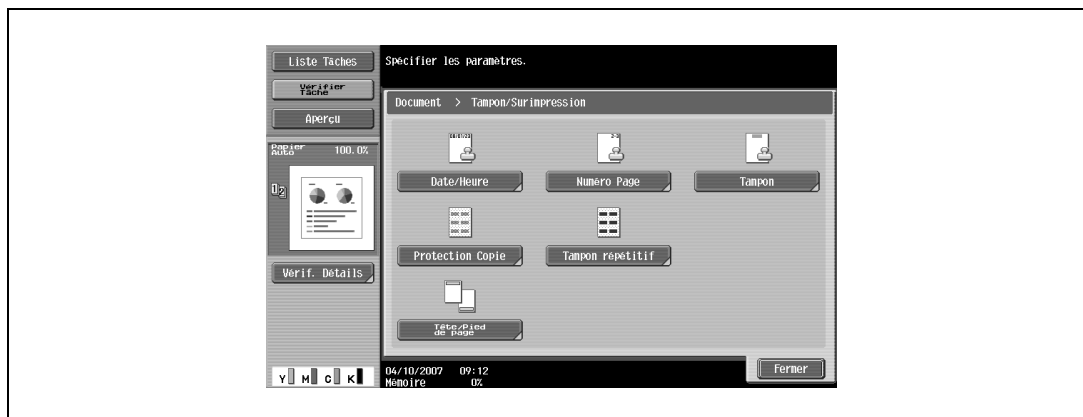 Liste Tâches
Vérifier
Tâche
Aperçu
Papier
Auto
100.0%
1 2
Vérif. Détails
Y M C K
Spécifier les paramètres.
Document > Tampon/Surimpression
Date/Heure
Numéro Page
Tampon
Protection Copie
Tampon répétitif
Tête/Pied
de page
04/10/2007 09:12
Mémoire 0%
Fermer